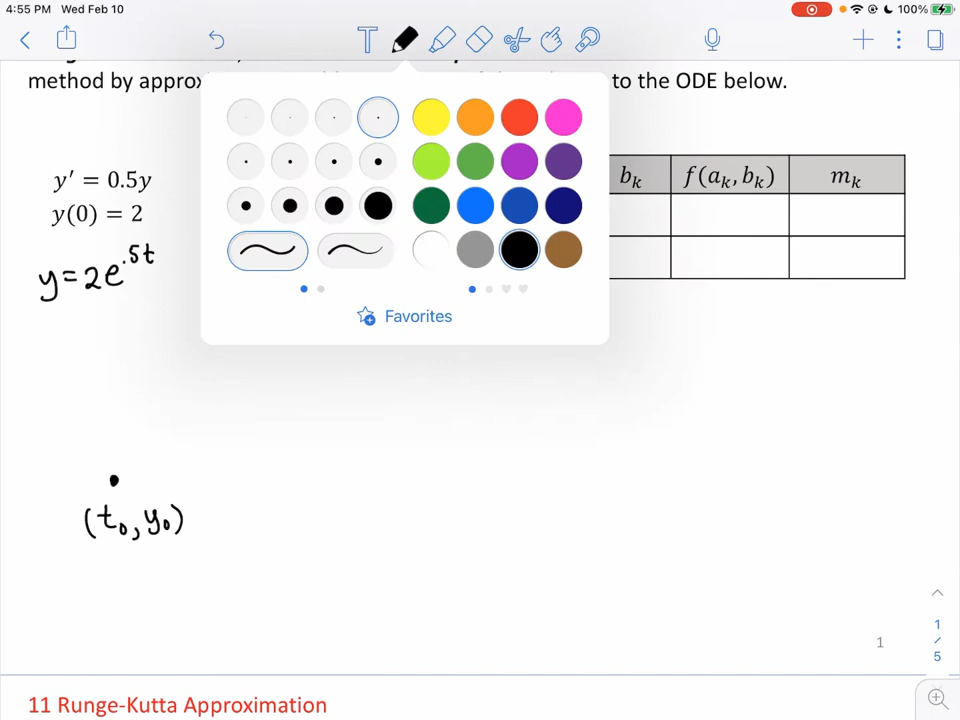 4:55 PM Wed Feb 10
100%
method by approx
to the ODE below.
y′ = 0.5y
y(0) = 2
y=2e^.5t
b_k f(a_k, b_k) m_k
Favorites
(t₀, y₀)
1
/
5
1
11 Runge-Kutta Approximation